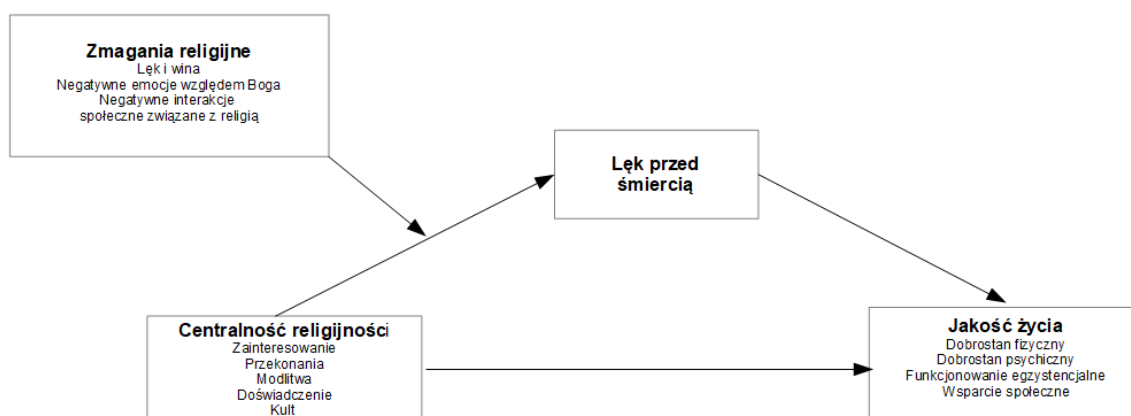 Zmagania religijne
Lęk i wina
Negatywne emocje względem Boga
Negatywne interakcje
społeczne związane z religią
Lęk przed
śmiercią
Centralność religijności
Zainteresowanie
Przekonania
Modlitwa
Doświadczenie
Kult
Jakość życia
Dobrostan fizyczny
Dobrostan psychiczny
Funkcjonowanie egzystencjalne
Wsparcie społeczne